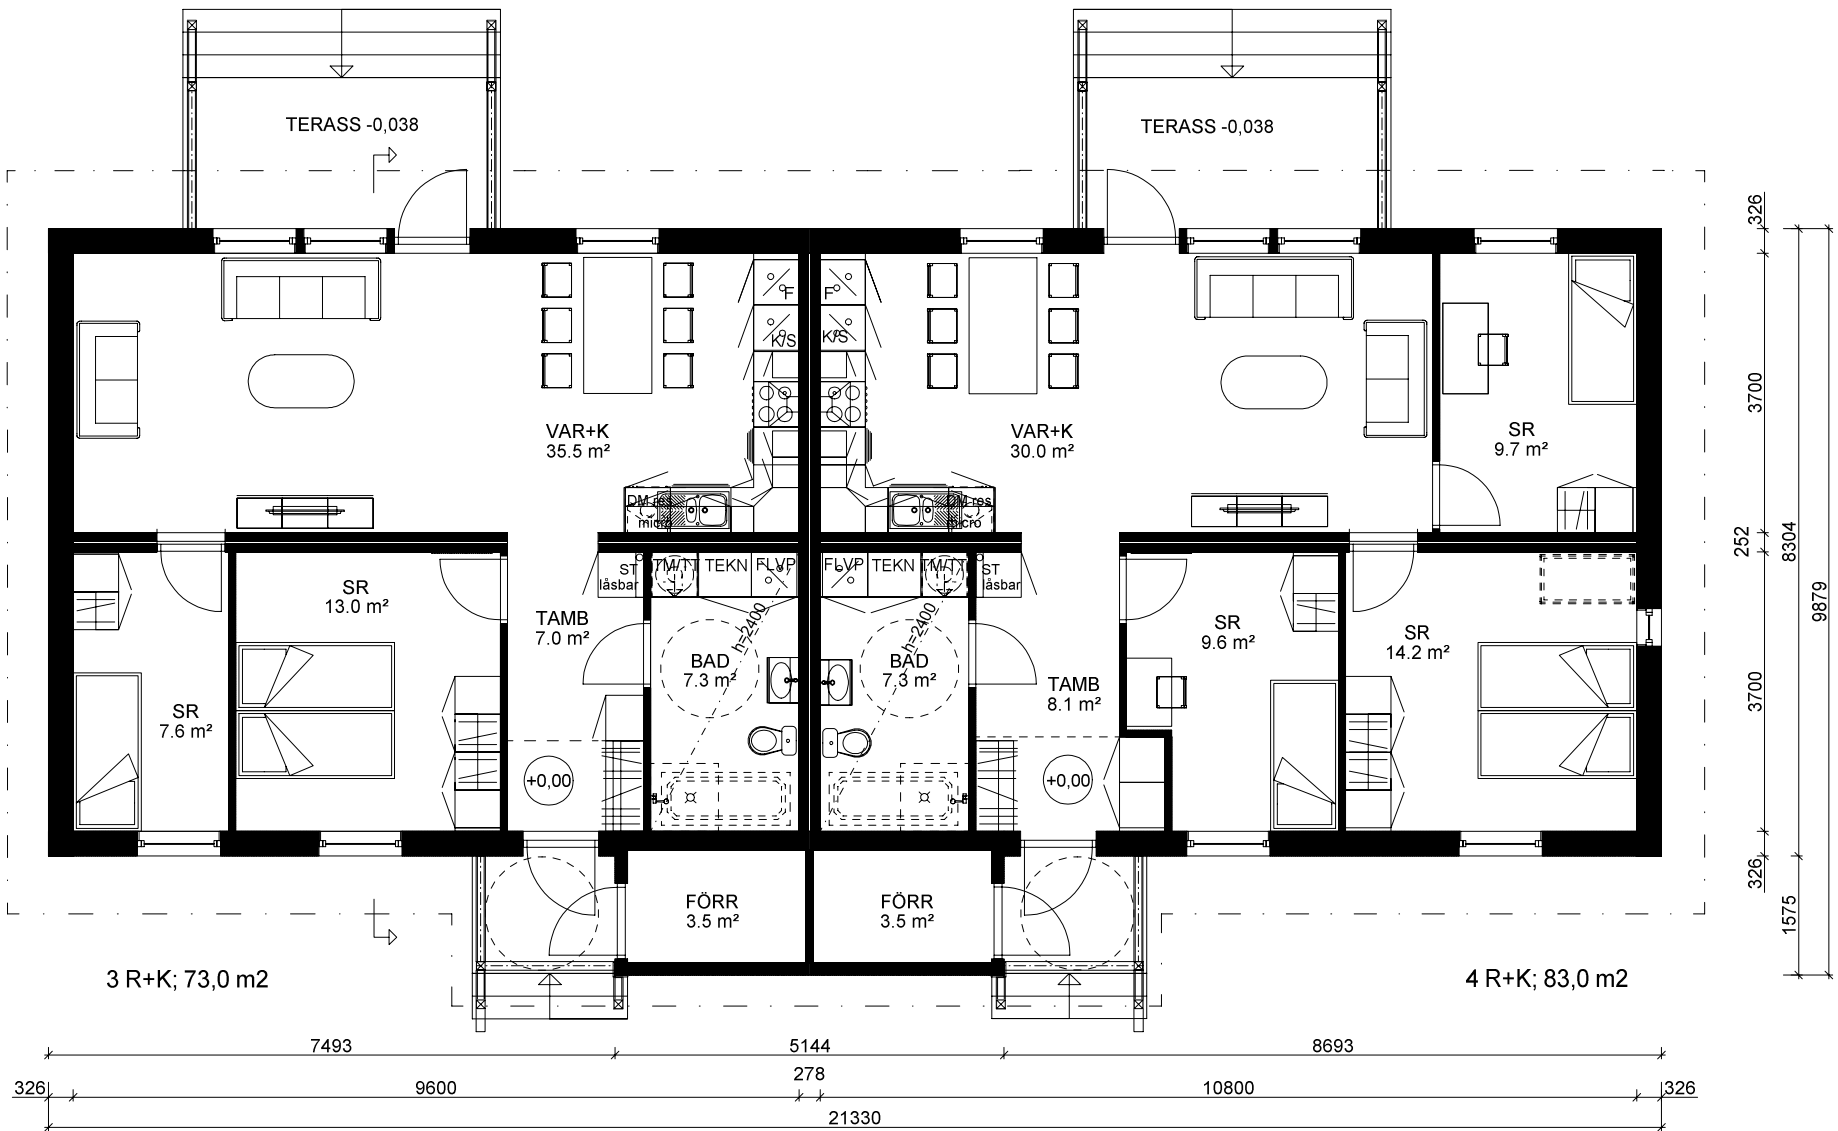 TERASS -0,038
TERASS -0,038
F
F
K/S
K/S
VAR+K
35.5 m²
VAR+K
30.0 m²
SR
9.7 m²
DM res
micro
DM res
micro
SR
13.0 m²
SR
7.6 m²
TAMB
7.0 m²
ST
låsbar
TM/TT
TEKN
FLVP
h=2400
BAD
7.3 m²
FLVP
TEKN
TM/TT
ST
låsbar
h=2400
BAD
7.3 m²
TAMB
8.1 m²
SR
9.6 m²
SR
14.2 m²
+0,00
+0,00
FÖRR
3.5 m²
FÖRR
3.5 m²
3 R+K; 73,0 m2
4 R+K; 83,0 m2
326
3700
252
3700
326
8304
1575
9879
7493
5144
8693
326
9600
278
10800
326
21330